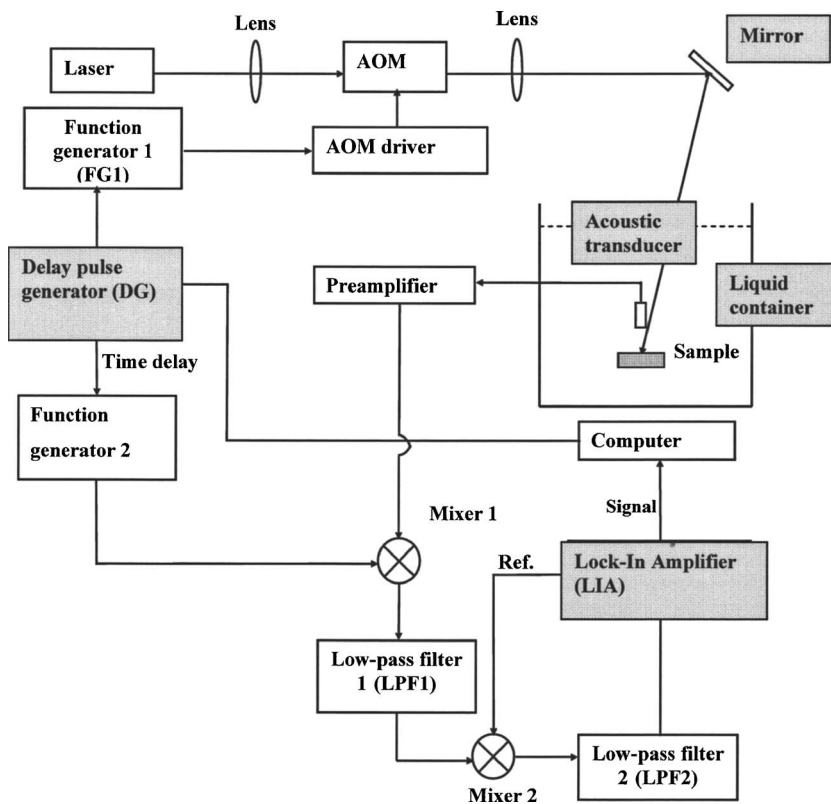 Lens
Lens
Mirror
Laser
AOM
Function
generator 1
(FG1)
AOM driver
Acoustic
transducer
Delay pulse
generator (DG)
Preamplifier
Liquid
container
Time delay
Sample
Function
generator 2
Computer
Signal
Mixer 1
Ref.
Lock-In Amplifier
(LIA)
Low-pass filter
1 (LPF1)
Low-pass filter
2 (LPF2)
Mixer 2